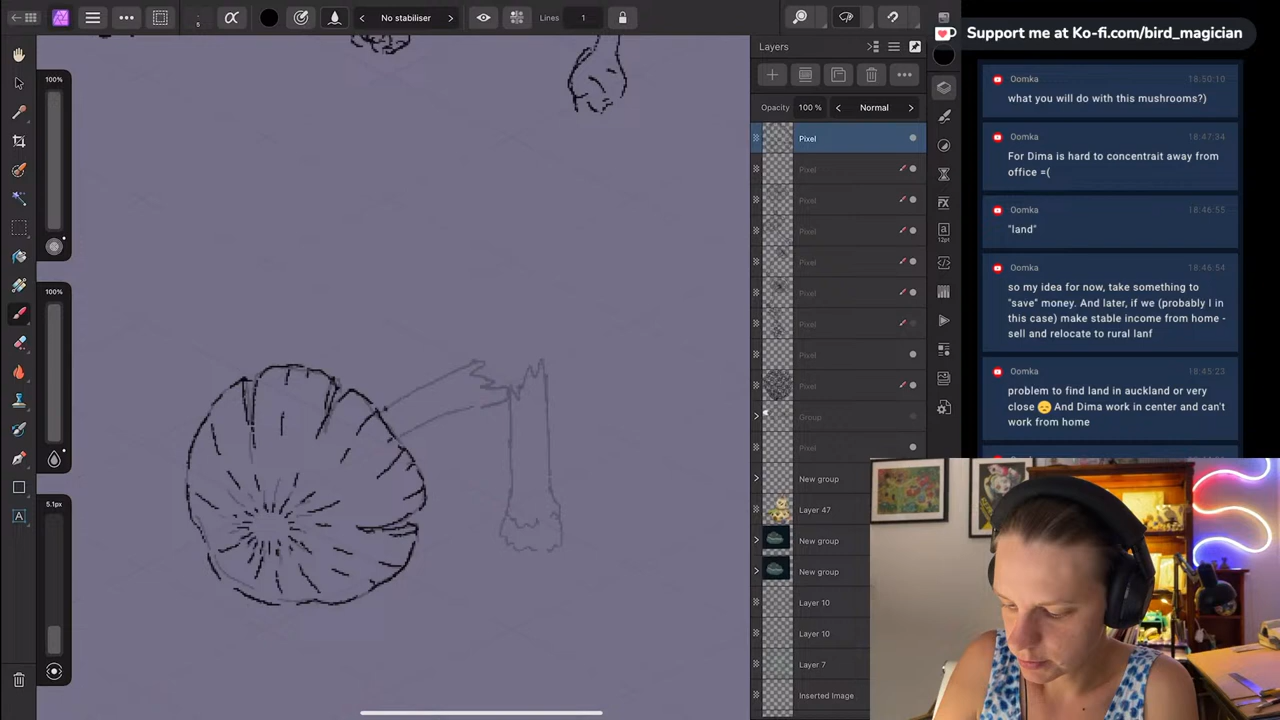 5
α
No stabiliser
Lines
1
Support me at Ko-fi.com/bird_magician
100%
100%
5.1px
A
Layers
Opacity
100 %
Normal
Pixel
Pixel
Pixel
Pixel
Pixel
Pixel
Pixel
Pixel
Pixel
Group
Pixel
New group
Layer 47
New group
New group
Layer 10
Layer 10
Layer 7
Inserted Image
FX
a
12pt
Oomka
18:50:10
what you will do with this mushrooms?)
Oomka
18:47:34
For Dima is hard to concentrait away from
office =(
Oomka
18:46:55
"land"
Oomka
18:46:54
so my idea for now, take something to
"save" money. And later, if we (probably I in
this case) make stable income from home -
sell and relocate to rural lanf
Oomka
18:45:23
problem to find land in auckland or very
close 😔 And Dima work in center and can't
work from home